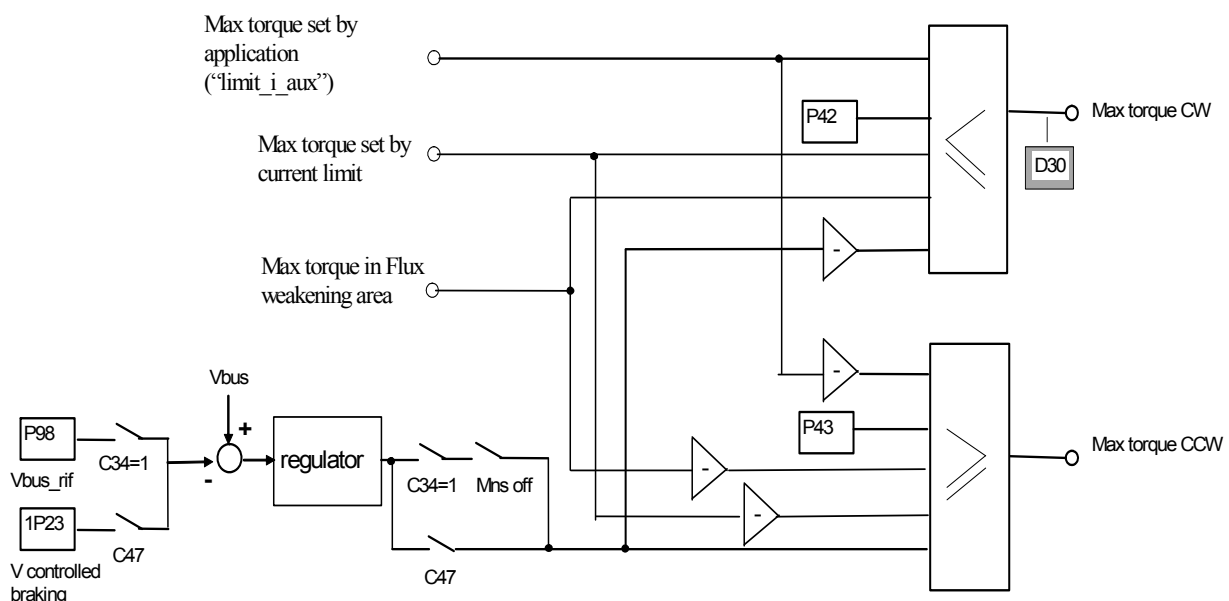 Max torque set by
application
(“limit_i_aux”)
P42
Max torque CW
D30
Max torque set by
current limit
-
Max torque in Flux
weakening area
-
Vbus
P43
+
P98
Vbus_rif
C34=1
-
regulator
C34=1
Mns off
-
-
Max torque CCW
1P23
C47
C47
V controlled
braking